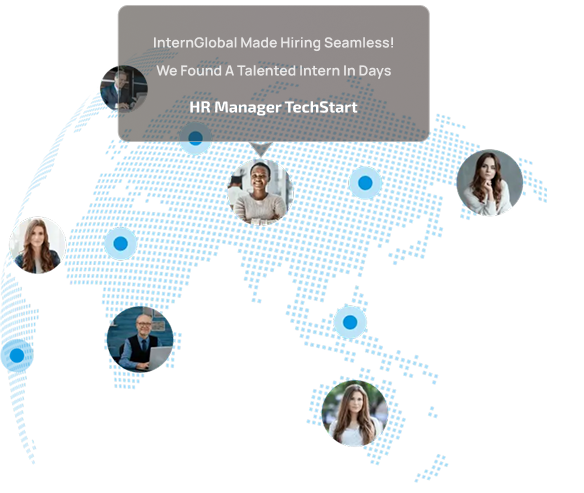 InternGlobal Made Hiring Seamless!
We Found A Talented Intern In Days
HR Manager TechStart